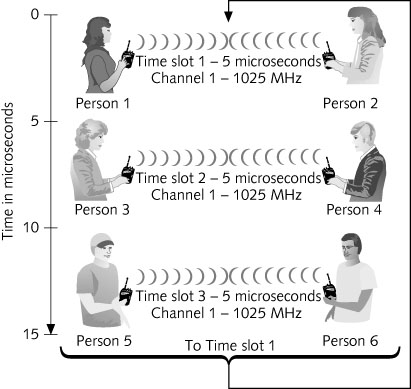 0
Time slot 1 – 5 microseconds
Channel 1 – 1025 MHz
Person 1
Person 2
5
Time slot 2 – 5 microseconds
Channel 1 – 1025 MHz
Person 3
Person 4
Time in microseconds
10
Time slot 3 – 5 microseconds
Channel 1 – 1025 MHz
15
Person 5
Person 6
To Time slot 1